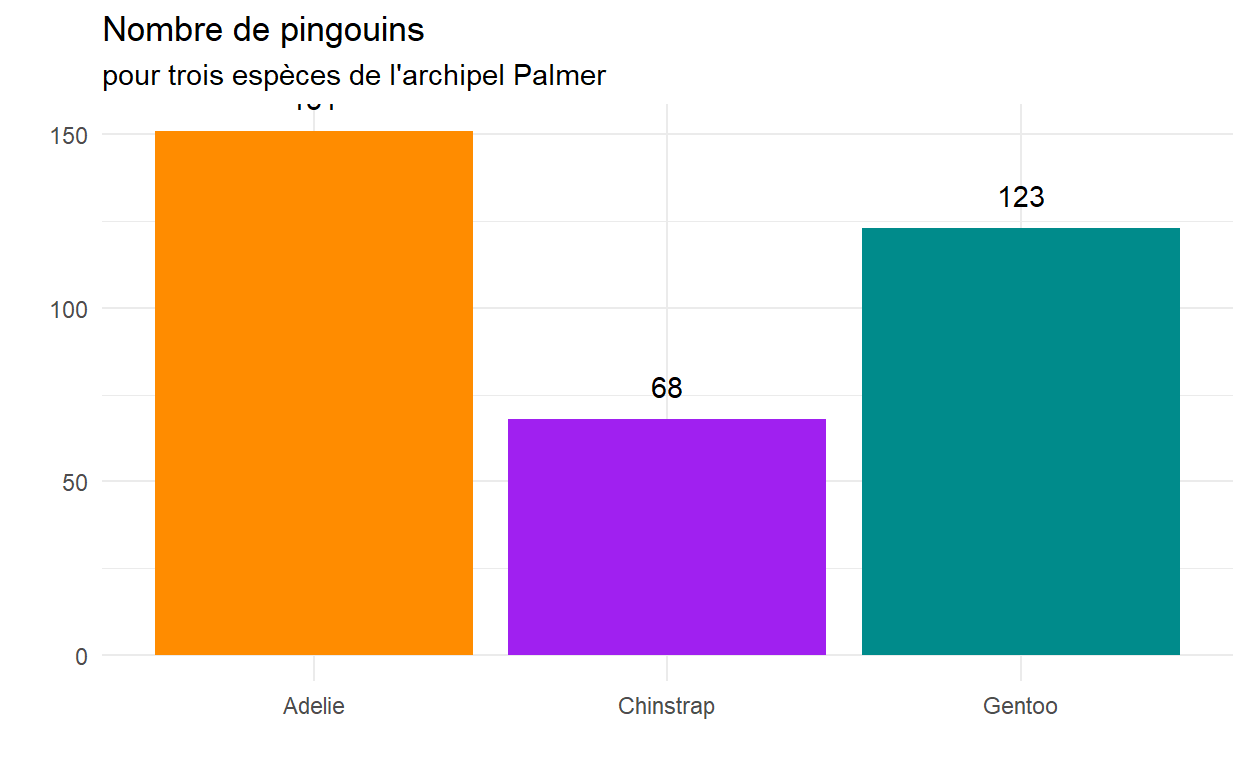 Nombre de pingouins
pour trois espèces de l'archipel Palmer
150
123
100
68
50
0
Adelie
Chinstrap
Gentoo